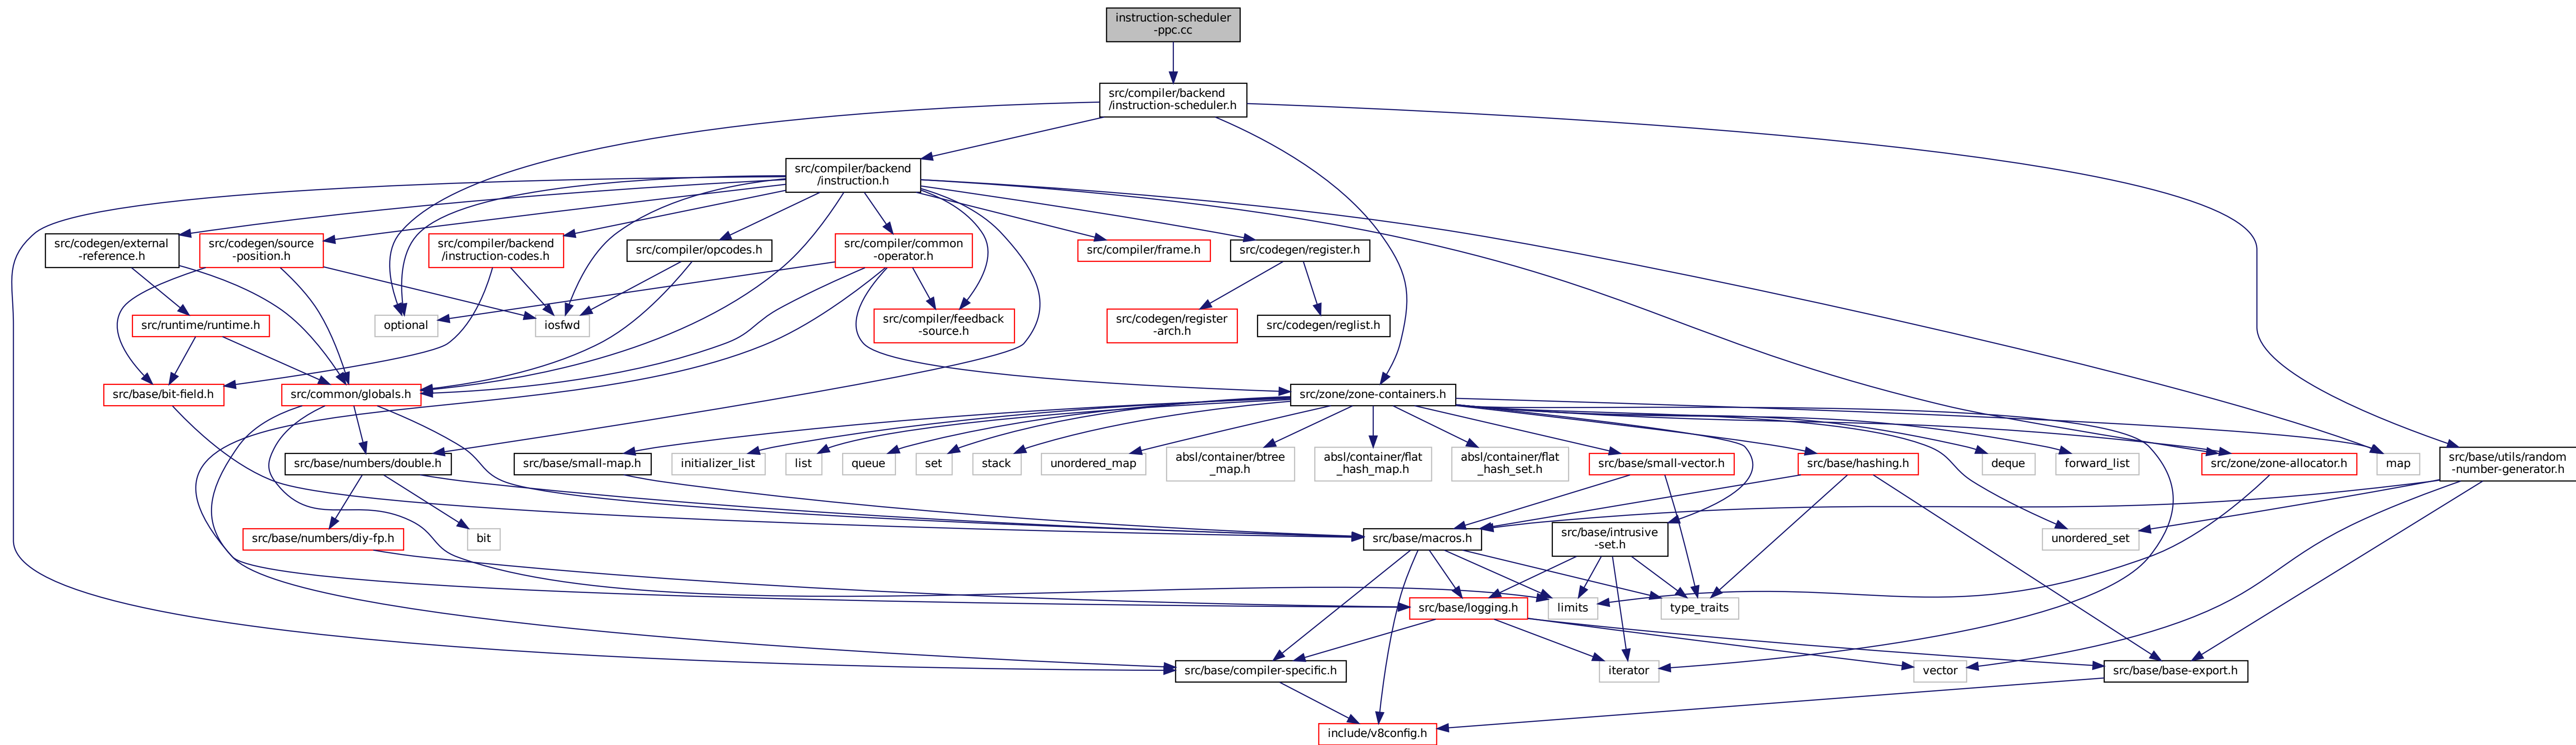 instruction-scheduler
-ppc.cc
src/compiler/backend
/instruction-scheduler.h
src/compiler/backend
/instruction.h
src/codegen/external
-reference.h
src/codegen/source
-position.h
src/compiler/backend
/instruction-codes.h
src/compiler/opcodes.h
src/compiler/common
-operator.h
src/compiler/frame.h
src/codegen/register.h
src/runtime/runtime.h
optional
iosfwd
src/compiler/feedback
-source.h
src/codegen/register
-arch.h
src/codegen/reglist.h
src/base/bit-field.h
src/common/globals.h
src/zone/zone-containers.h
src/base/numbers/double.h
src/base/small-map.h
initializer_list
list
queue
set
stack
unordered_map
absl/container/btree
_map.h
absl/container/flat
_hash_map.h
absl/container/flat
_hash_set.h
src/base/small-vector.h
src/base/hashing.h
deque
forward_list
src/zone/zone-allocator.h
map
src/base/utils/random
-number-generator.h
src/base/numbers/diy-fp.h
bit
src/base/macros.h
src/base/intrusive
-set.h
unordered_set
src/base/logging.h
limits
type_traits
src/base/compiler-specific.h
iterator
vector
src/base/base-export.h
include/v8config.h